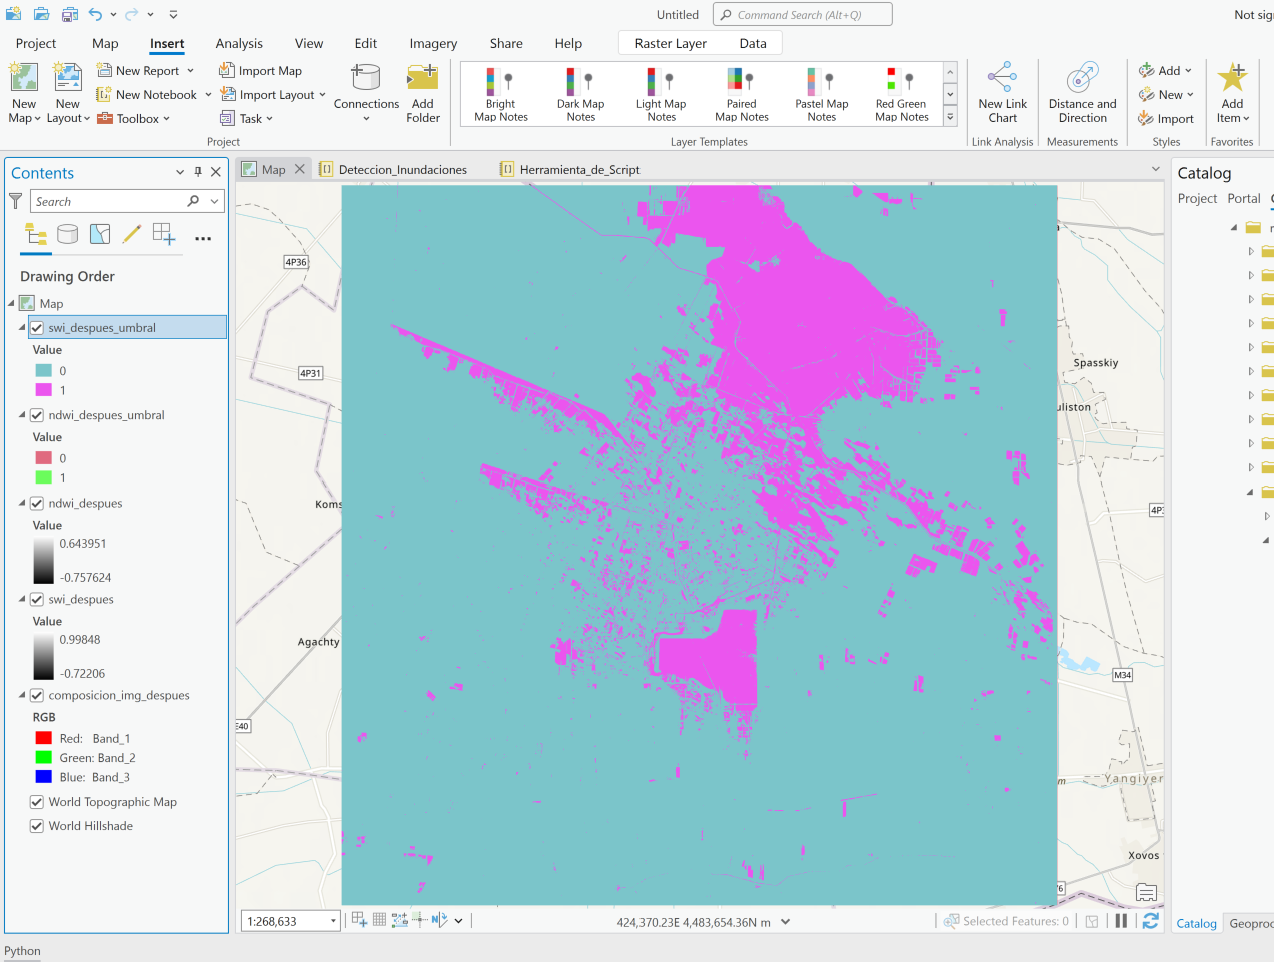 Untitled
Command Search (Alt+Q)
Not sig
Project Map Insert Analysis View Edit Imagery Share Help Raster Layer Data
New Map
New Layout
New Report
New Notebook
Toolbox
Import Map
Import Layout
Task
Connections
Add Folder
Project
Bright Map Notes
Dark Map Notes
Light Map Notes
Paired Map Notes
Pastel Map Notes
Red Green Map Notes
Layer Templates
New Link Chart
Link Analysis
Distance and Direction
Measurements
Add
New
Import
Styles
Add Item
Favorites
Contents
Search
Drawing Order
Map
swi_despues_umbral
Value
0
1
ndwi_despues_umbral
Value
0
1
ndwi_despues
Value
0.643951
-0.757624
swi_despues
Value
0.99848
-0.72206
composicion_img_despues
RGB
Red: Band_1
Green: Band_2
Blue: Band_3
World Topographic Map
World Hillshade
Map
Deteccion_Inundaciones
Herramienta_de_Script
4P36
4P31
Koms
Agachty
E40
Spasskiy
uliston
4P
M34
m
Yangiyer
Xovos
6
1:268,633
424,370.23E 4,483,654.36N m
Selected Features: 0
Catalog
Project Portal C
Catalog Geoproc
Python